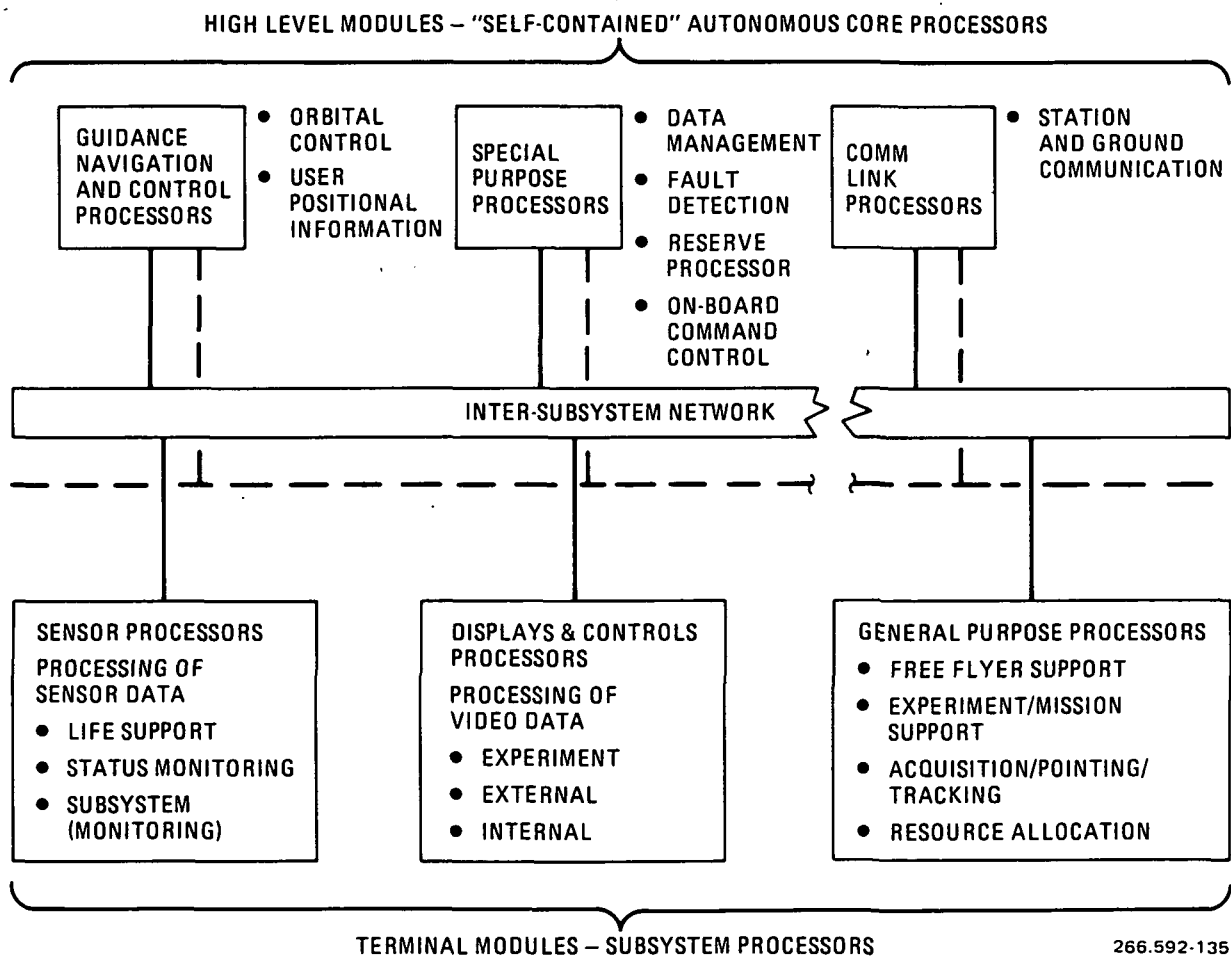 HIGH LEVEL MODULES – "SELF-CONTAINED" AUTONOMOUS CORE PROCESSORS
GUIDANCE
NAVIGATION
AND CONTROL
PROCESSORS
● ORBITAL
CONTROL
● USER
POSITIONAL
INFORMATION
SPECIAL
PURPOSE
PROCESSORS
● DATA
MANAGEMENT
● FAULT
DETECTION
● RESERVE
PROCESSOR
● ON-BOARD
COMMAND
CONTROL
COMM
LINK
PROCESSORS
● STATION
AND GROUND
COMMUNICATION
INTER-SUBSYSTEM NETWORK
SENSOR PROCESSORS
PROCESSING OF
SENSOR DATA
● LIFE SUPPORT
● STATUS MONITORING
● SUBSYSTEM
(MONITORING)
DISPLAYS & CONTROLS
PROCESSORS
PROCESSING OF
VIDEO DATA
● EXPERIMENT
● EXTERNAL
● INTERNAL
GENERAL PURPOSE PROCESSORS
● FREE FLYER SUPPORT
● EXPERIMENT/MISSION
SUPPORT
● ACQUISITION/POINTING/
TRACKING
● RESOURCE ALLOCATION
TERMINAL MODULES – SUBSYSTEM PROCESSORS
266.592-135